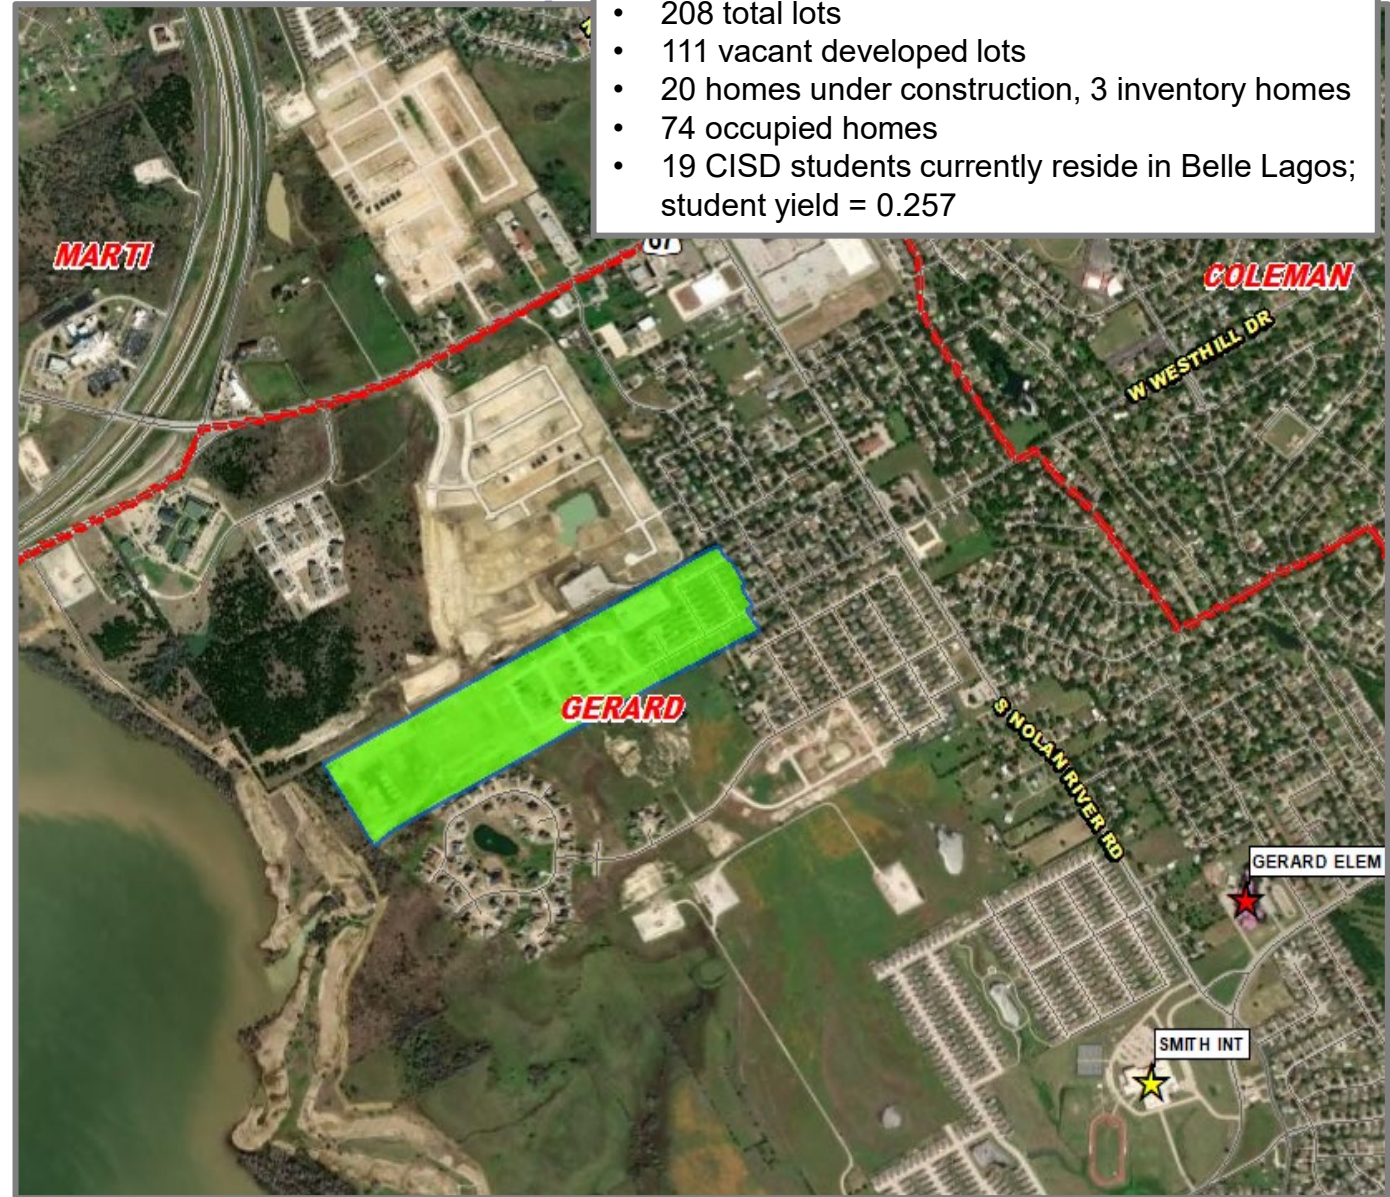 • 208 total lots
• 111 vacant developed lots
• 20 homes under construction, 3 inventory homes
• 74 occupied homes
• 19 CISD students currently reside in Belle Lagos;
student yield = 0.257
67
MARTI
COLEMAN
W WESTHILL DR
GERARD
S NOLAN RIVER RD
GERARD ELEM
SMITH INT